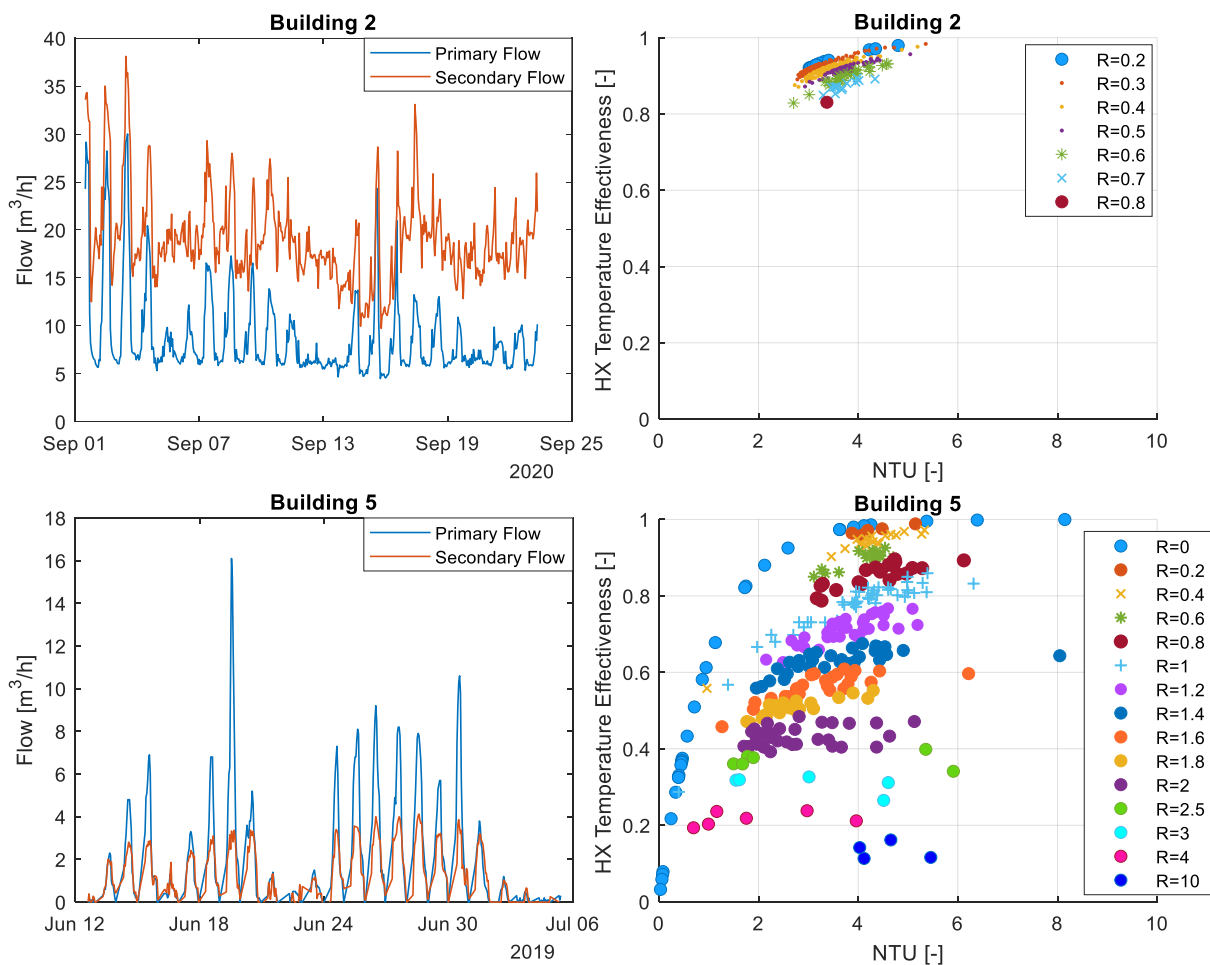 Building 2
Flow [m3/h]
40
35
30
25
20
15
10
5
0
Primary Flow
Secondary Flow
Sep 01 Sep 07 Sep 13 Sep 19 Sep 25
2020
Building 2
HX Temperature Effectiveness [-]
1
0.8
0.6
0.4
0.2
0
R=0.2
R=0.3
R=0.4
R=0.5
R=0.6
R=0.7
R=0.8
0 2 4 6 8 10
NTU [-]
Building 5
Flow [m3/h]
18
16
14
12
10
8
6
4
2
0
Primary Flow
Secondary Flow
Jun 12 Jun 18 Jun 24 Jun 30 Jul 06
2019
Building 5
HX Temperature Effectiveness [-]
1
0.8
0.6
0.4
0.2
0
R=0
R=0.2
R=0.4
R=0.6
R=0.8
R=1
R=1.2
R=1.4
R=1.6
R=1.8
R=2
R=2.5
R=3
R=4
R=10
0 2 4 6 8 10
NTU [-]